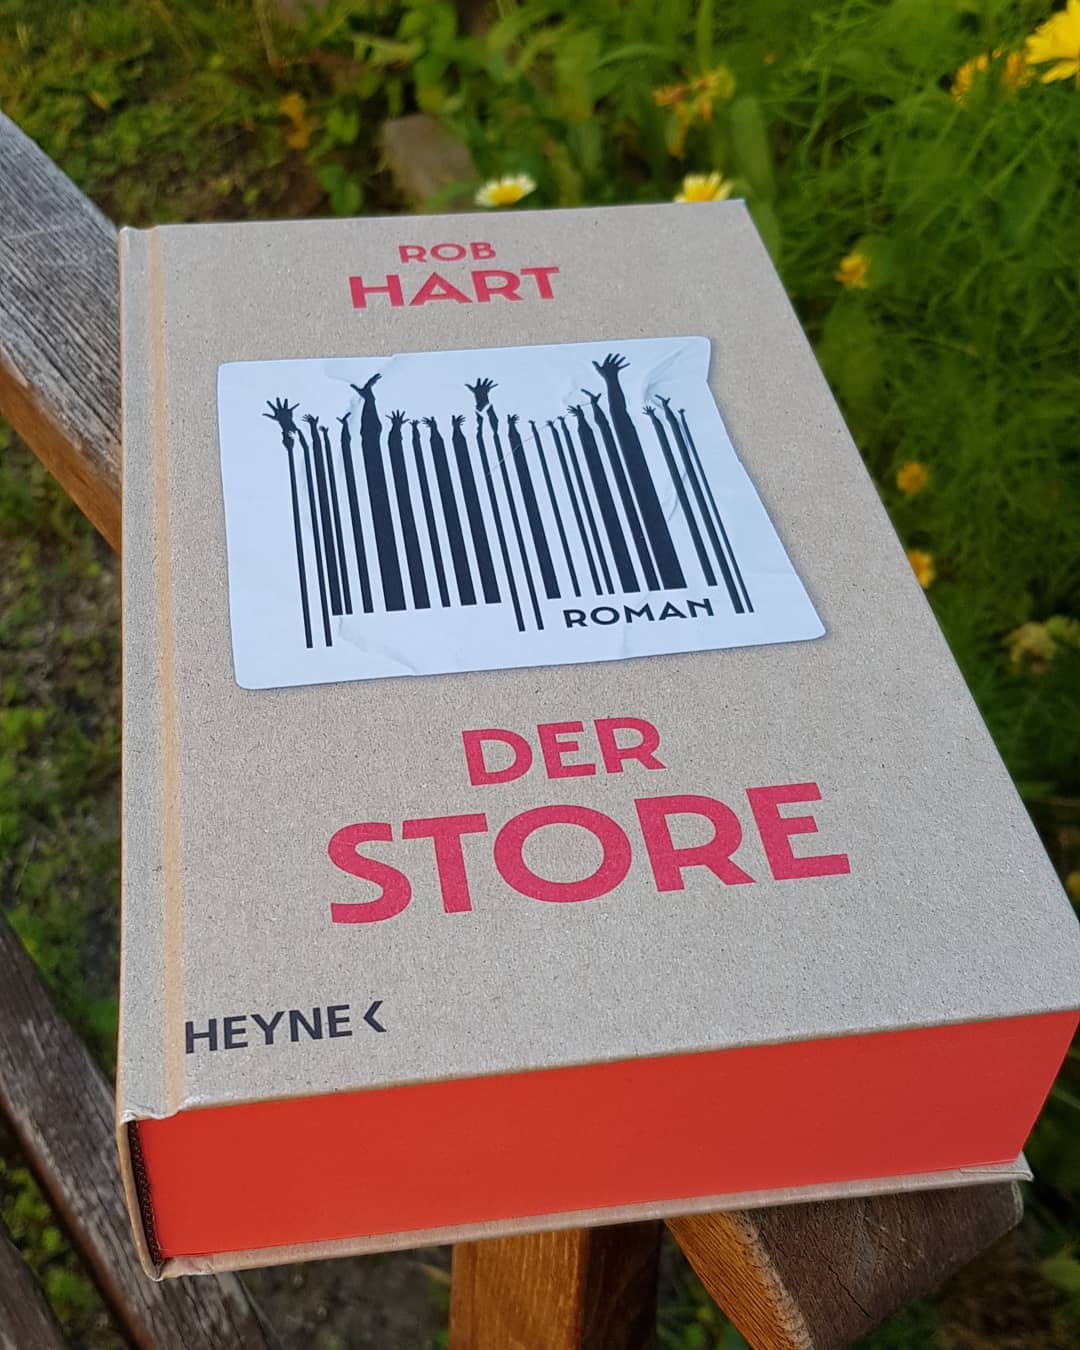 ROB
HART
ROMAN
DER
STORE
HEYNE <